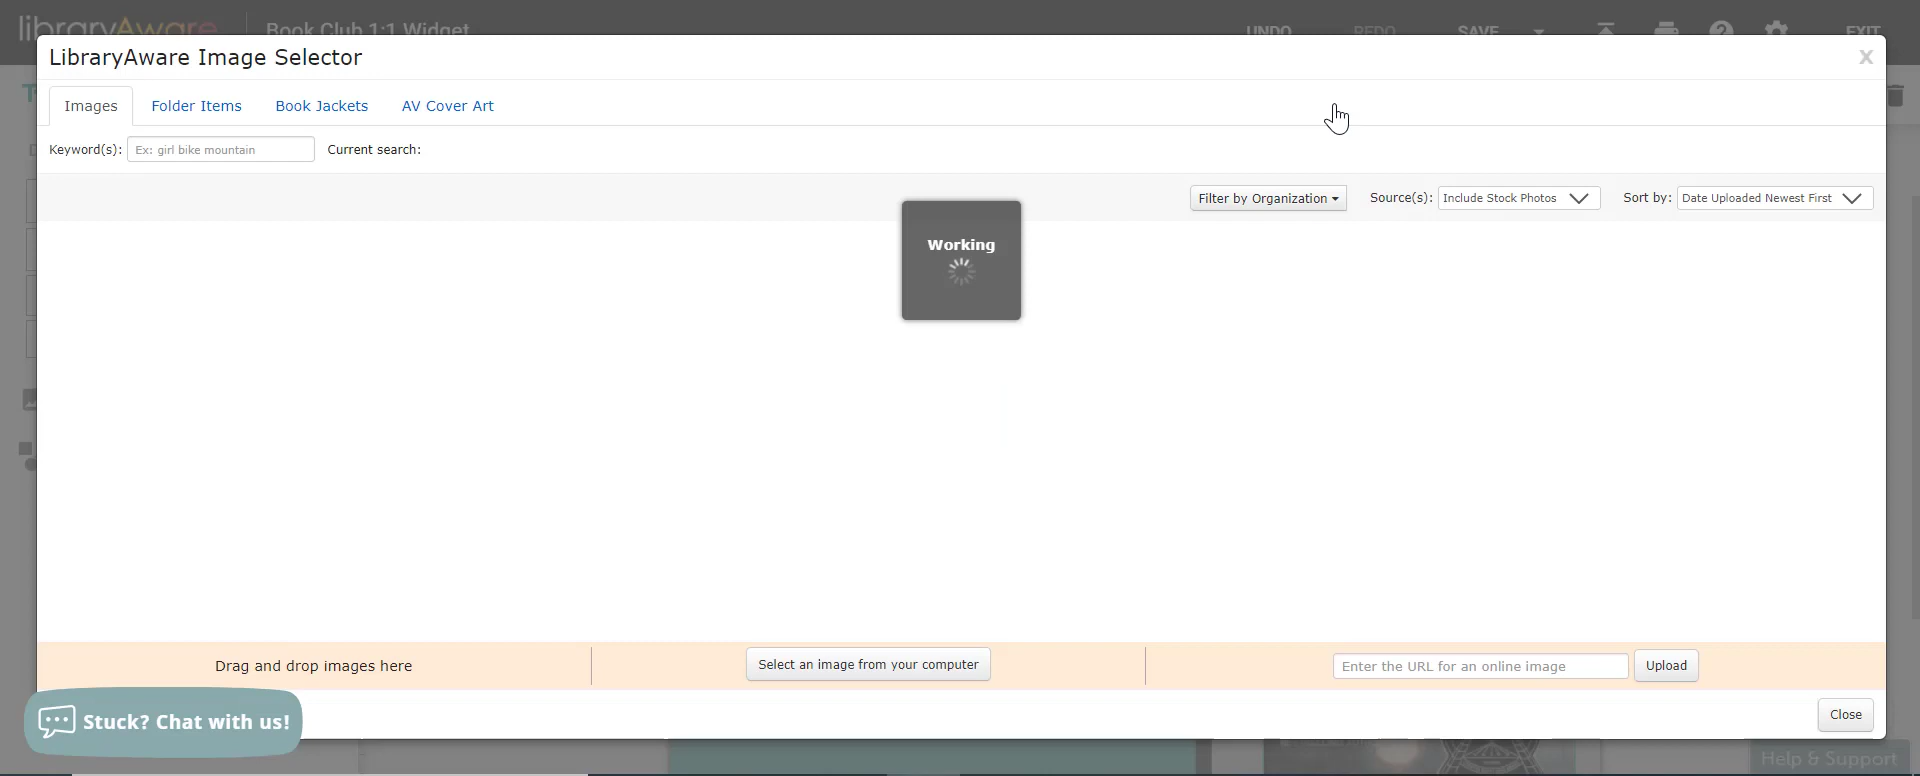 libraryAware Book Club 1:1 Widget UNDO REDO SAVE EXIT
LibraryAware Image Selector X
Images Folder Items Book Jackets AV Cover Art
Keyword(s): Ex: girl bike mountain Current search:
Filter by Organization Source(s): Include Stock Photos Sort by: Date Uploaded Newest First
Working
Drag and drop images here Select an image from your computer Enter the URL for an online image Upload
Stuck? Chat with us!
Close
Help & Support